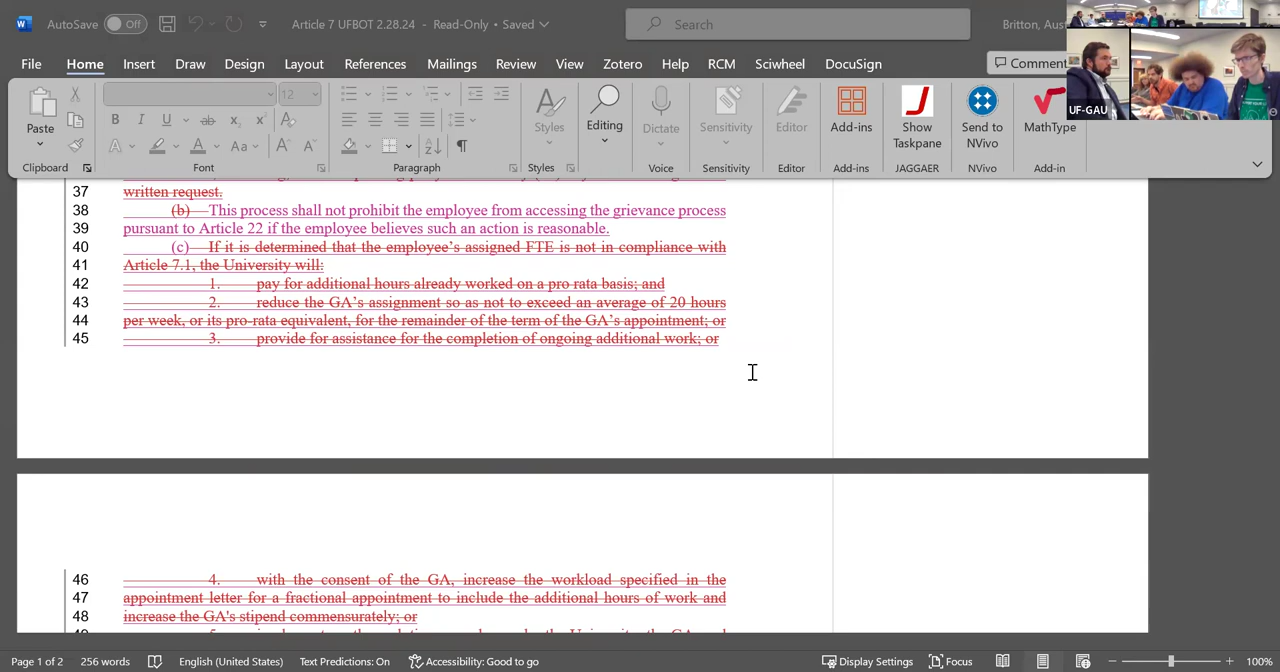 AutoSave Off Article 7 UFBOT 2.28.24 - Read-Only • Saved Search Britton, Aus
File Home Insert Draw Design Layout References Mailings Review View Zotero Help RCM Sciwheel DocuSign Comment
UF-GAU
12
Paste B I U ab x₂ x² A Aa A A Styles Editing Dictate Sensitivity Editor Add-ins Show Taskpane Send to NVivo MathType
Clipboard Font Paragraph Styles Voice Sensitivity Editor Add-ins JAGGAER NVivo Add-in
37 written request.
38 (b) This process shall not prohibit the employee from accessing the grievance process
39 pursuant to Article 22 if the employee believes such an action is reasonable.
40 (c) If it is determined that the employee’s assigned FTE is not in compliance with
41 Article 7.1, the University will:
42 1. pay for additional hours already worked on a pro rata basis; and
43 2. reduce the GA’s assignment so as not to exceed an average of 20 hours
44 per week, or its pro-rata equivalent, for the remainder of the term of the GA’s appointment; or
45 3. provide for assistance for the completion of ongoing additional work; or
46 4. with the consent of the GA, increase the workload specified in the
47 appointment letter for a fractional appointment to include the additional hours of work and
48 increase the GA's stipend commensurately; or
Page 1 of 2 256 words English (United States) Text Predictions: On Accessibility: Good to go Display Settings Focus 100%